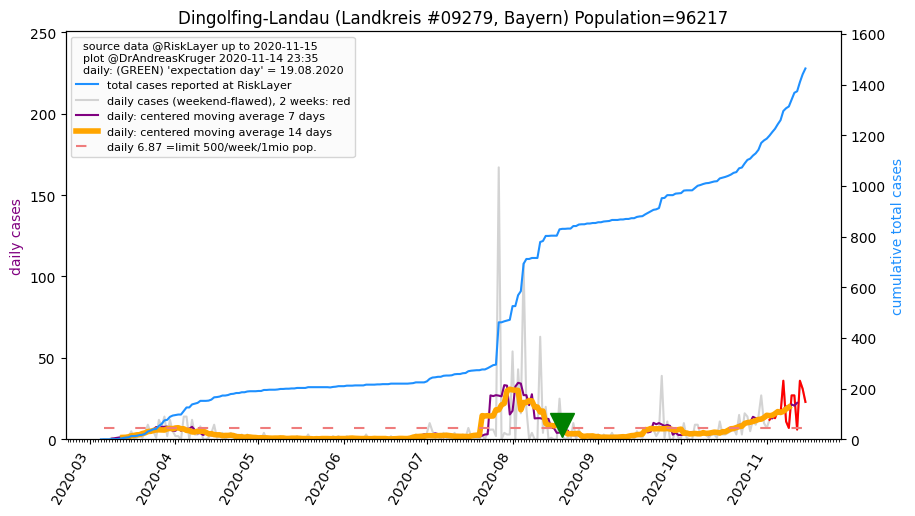 Dingolfing-Landau (Landkreis #09279, Bayern) Population=96217
source data @RiskLayer up to 2020-11-15
plot @DrAndreasKruger 2020-11-14 23:35
daily: (GREEN) 'expectation day' = 19.08.2020
total cases reported at RiskLayer
daily cases (weekend-flawed), 2 weeks: red
daily: centered moving average 7 days
daily: centered moving average 14 days
daily 6.87 =limit 500/week/1mio pop.
daily cases
250
200
150
100
50
0
cumulative total cases
1600
1400
1200
1000
800
600
400
200
0
2020-03
2020-04
2020-05
2020-06
2020-07
2020-08
2020-09
2020-10
2020-11